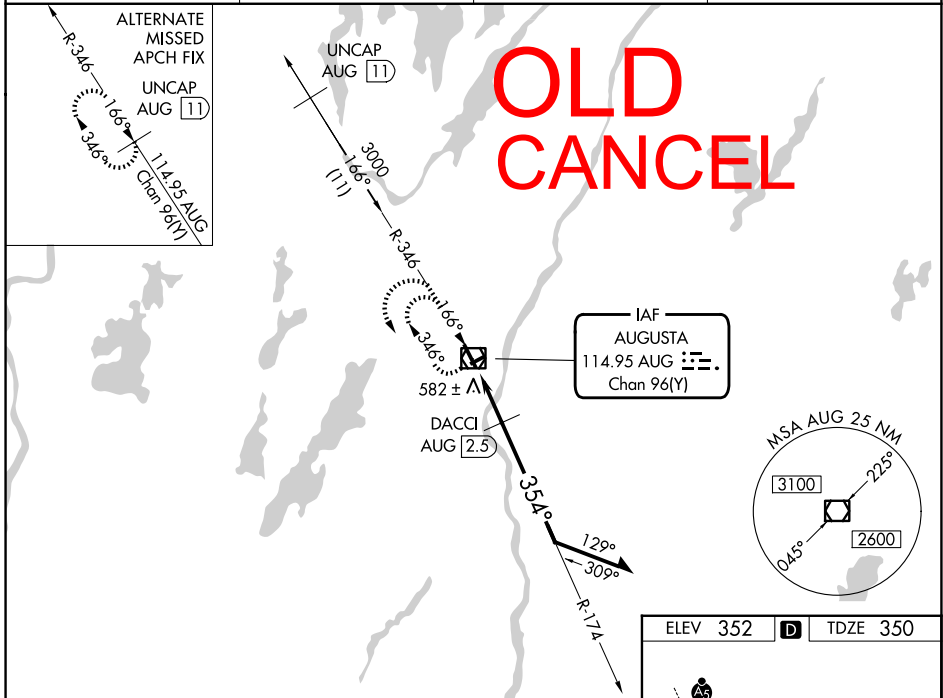 ALTERNATE
MISSED
APCH FIX
UNCAP
AUG 11
R-346
166°
346°
114.95 AUG
Chan 96(Y)
UNCAP
AUG 11
OLD
CANCEL
3000
166°
(11)
R-346
166°
346°
IAF
AUGUSTA
114.95 AUG
Chan 96(Y)
582 ±
DACCI
AUG 2.5
354°
129°
309°
R-174
MSA AUG 25 NM
3100
225°
045°
2600
ELEV 352 D TDZE 350
A5